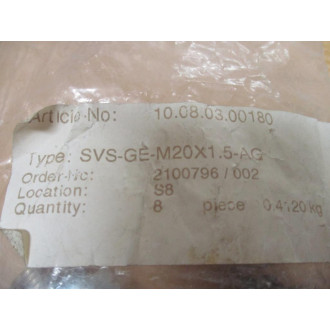 Article-No: 10.08.03.00180
Type: SVS-GE-M20X1.5-AG
Order-No: 2100796 / 002
Location: S8
Quantity: 8 piece 0.4120 kg